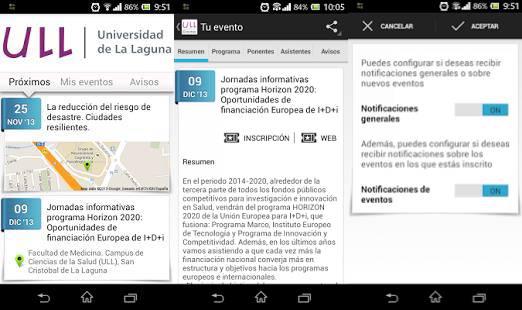 86% 9:51
ULL
Universidad
de La Laguna
Próximos Mis eventos Avisos
25
NOV '13
La reducción del riesgo de
desastre. Ciudades
resilientes.
09
DIC '13
Jornadas informativas
programa Horizon 2020:
Oportunidades de
financiación Europea de I+D+i
Facultad de Medicina. Campus de
Ciencias de la Salud (ULL), San
Cristóbal de La Laguna
90% 10:05
ULL
Tu evento
Resumen Programa Ponentes Asistentes Avisos
09
DIC '13
Jornadas informativas
programa Horizon 2020:
Oportunidades de
financiación Europea de I+D+i
INSCRIPCIÓN WEB
Resumen
En el periodo 2014-2020, alrededor de la
tercera parte de todos los fondos públicos
competitivos para investigación e innovación
en Salud, vendrán del programa HORIZON
2020 de la Unión Europea para I+D+i, que
fusiona: Programa Marco, Instituto Europeo
de Tecnología y Programa de Innovación y
Competitividad. Además, en los últimos años
vamos asistiendo a que cada vez más la
financiación nacional converja más en
estructura y objetivos hacia los programas
europeos e internacionales.
86% 9:51
CANCELAR ACEPTAR
Puedes configurar si deseas recibir
notificaciones generales o sobre
nuevos eventos
Notificaciones
generales
ON
Además, puedes configurar si deseas
recibir notificaciones sobre los
eventos en los que estás inscrito
Notificaciones de
eventos
ON